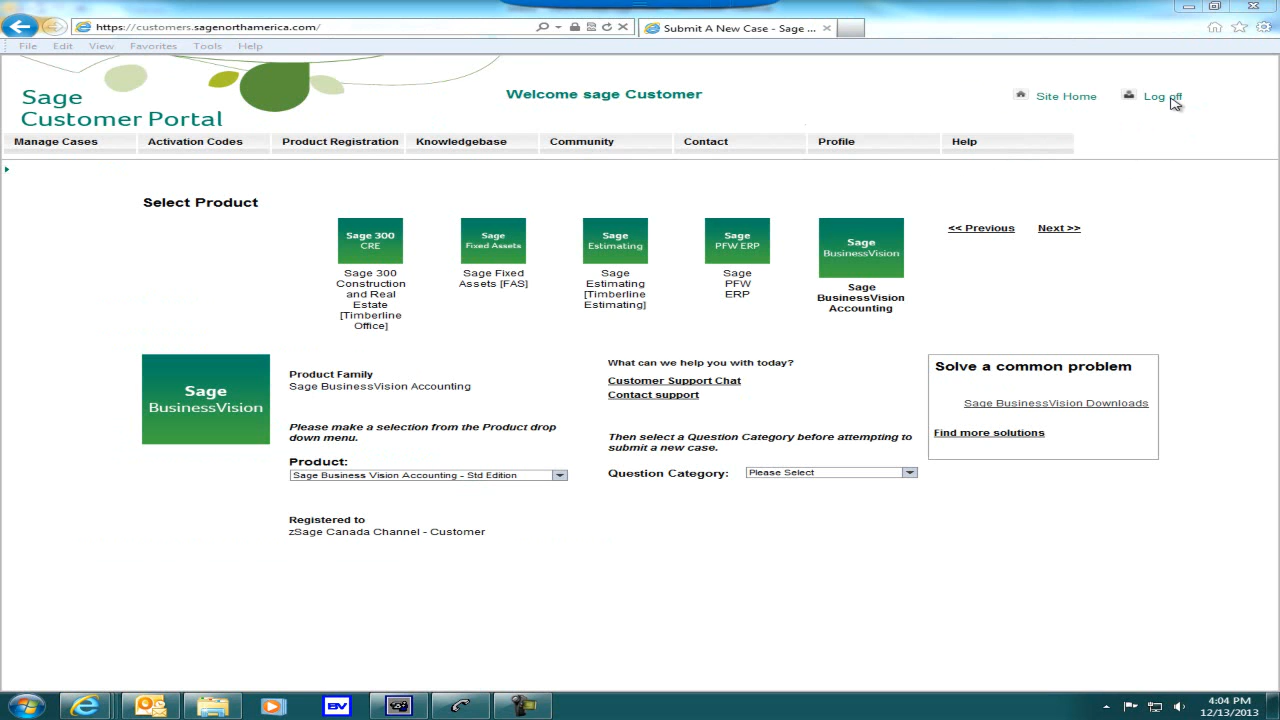 https://customers.sagenorthamerica.com/
Submit A New Case - Sage ...
File Edit View Favorites Tools Help
Sage
Customer Portal
Welcome sage Customer
Site Home
Log off
Manage Cases
Activation Codes
Product Registration
Knowledgebase
Community
Contact
Profile
Help
Select Product
Sage 300
CRE
Sage
Fixed Assets
Sage
Estimating
Sage
PFW ERP
Sage
BusinessVision
<< Previous
Next >>
Sage 300
Construction
and Real
Estate
[Timberline
Office]
Sage Fixed
Assets [FAS]
Sage
Estimating
[Timberline
Estimating]
Sage
PFW
ERP
Sage
BusinessVision
Accounting
Sage
BusinessVision
Product Family
Sage BusinessVision Accounting
Please make a selection from the Product drop
down menu.
Product:
Sage Business Vision Accounting - Std Edition
Registered to
zSage Canada Channel - Customer
What can we help you with today?
Customer Support Chat
Contact support
Then select a Question Category before attempting to
submit a new case.
Question Category:
Please Select
Solve a common problem
Sage BusinessVision Downloads
Find more solutions
BV
4:04 PM
12/13/2013